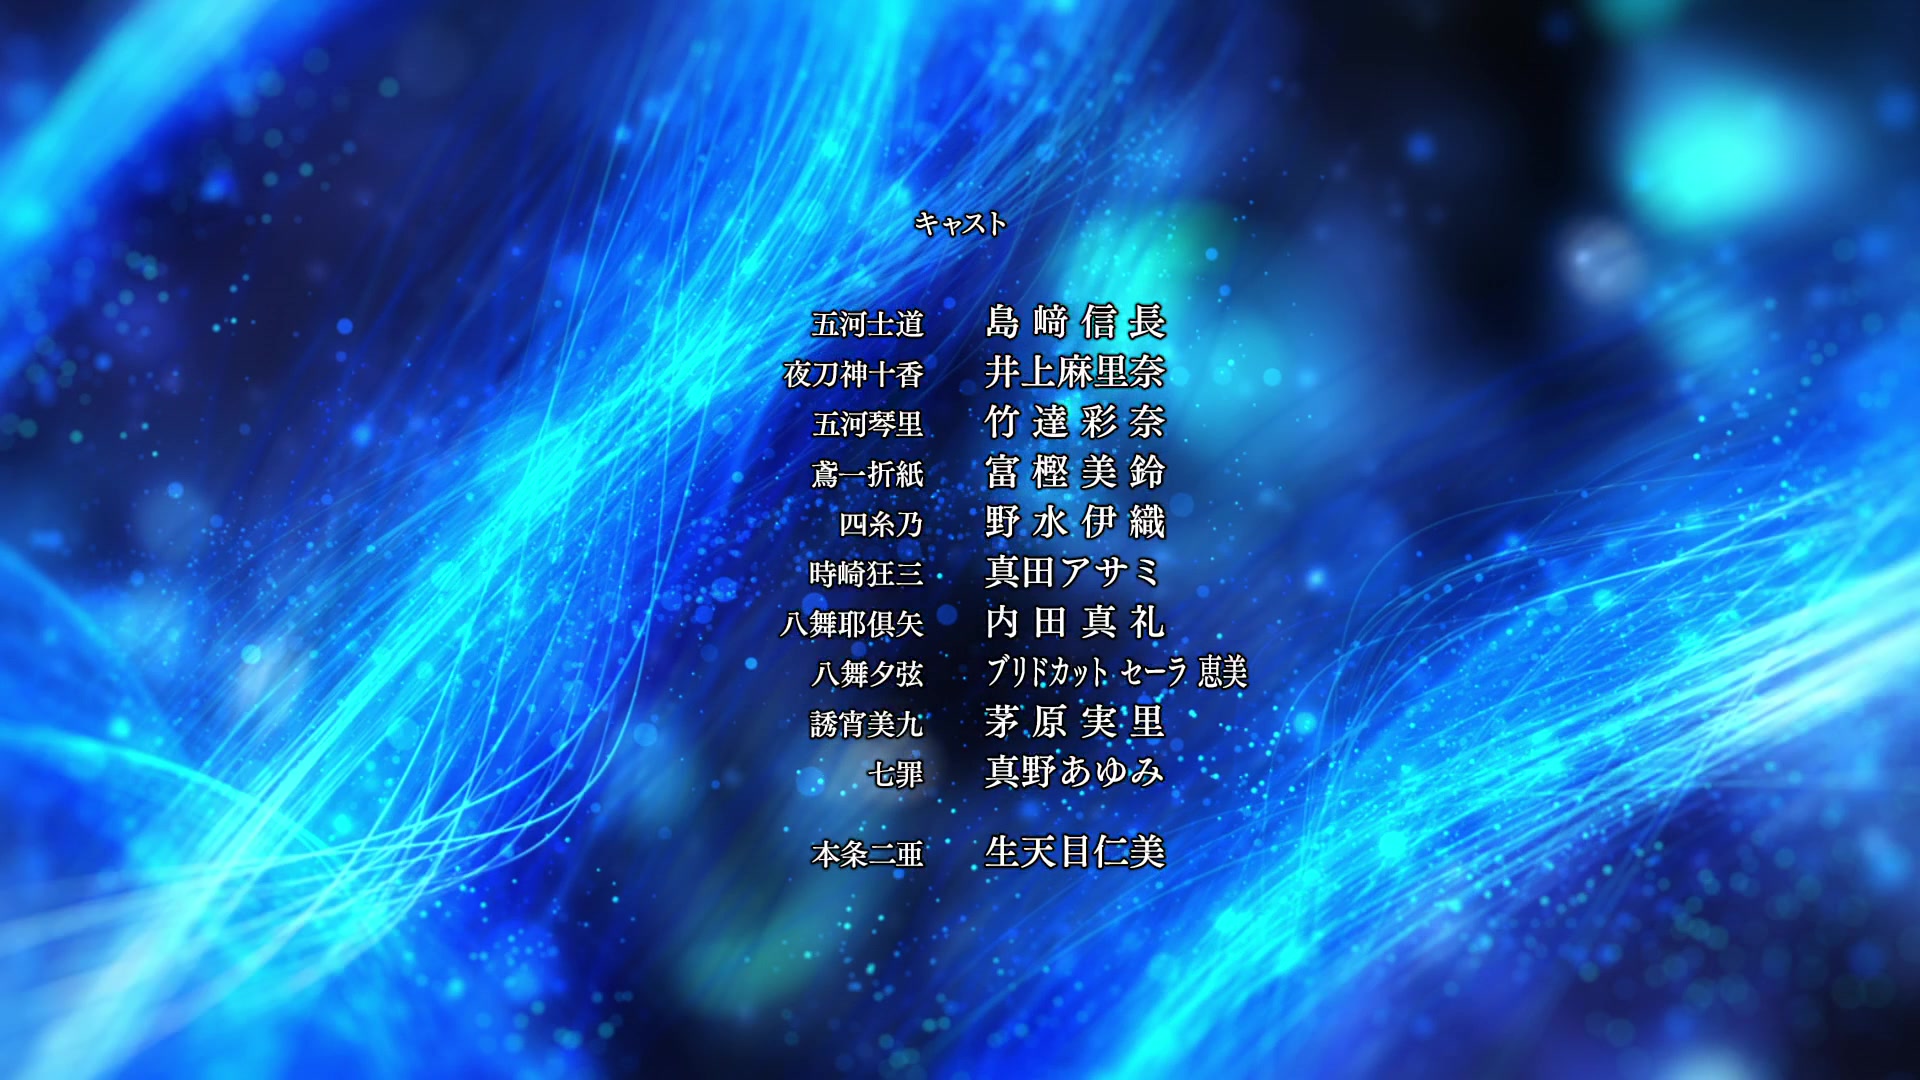 キャスト
五河士道 島﨑信長
夜刀神十香 井上麻里奈
五河琴里 竹達彩奈
鳶一折紙 富樫美鈴
四糸乃 野水伊織
時崎狂三 真田アサミ
八舞耶倶矢 内田真礼
八舞夕弦 ブリドカット セーラ 恵美
誘宵美九 茅原実里
七罪 真野あゆみ
本条二亜 生天目仁美